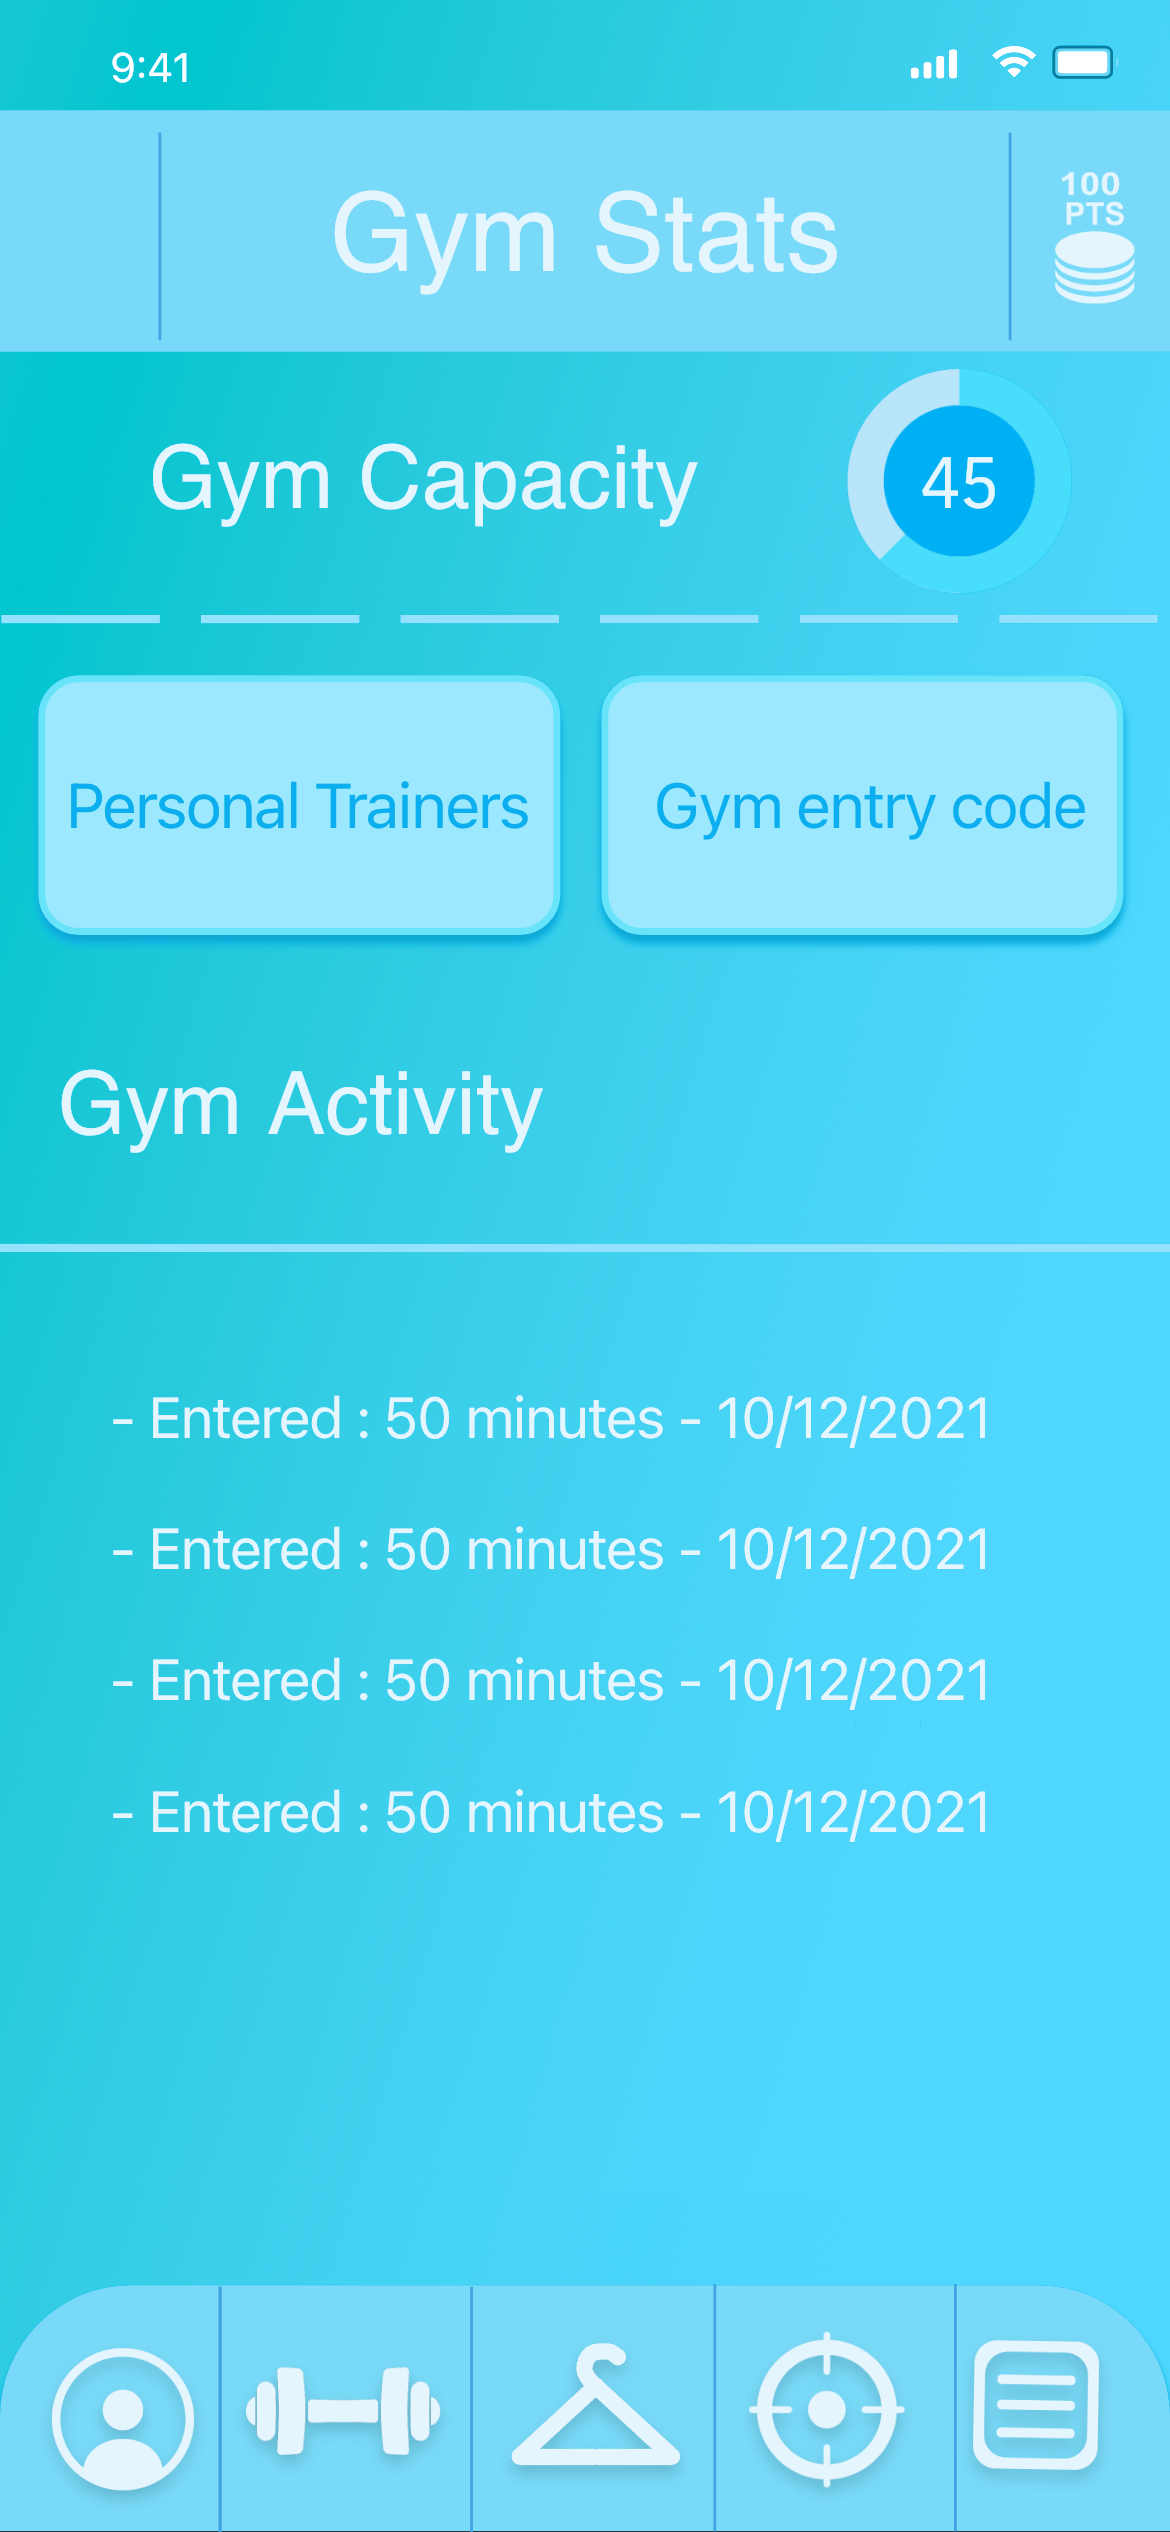 9:41
Gym Stats
100
PTS
Gym Capacity
45
Personal Trainers
Gym entry code
Gym Activity
- Entered : 50 minutes - 10/12/2021
- Entered : 50 minutes - 10/12/2021
- Entered : 50 minutes - 10/12/2021
- Entered : 50 minutes - 10/12/2021